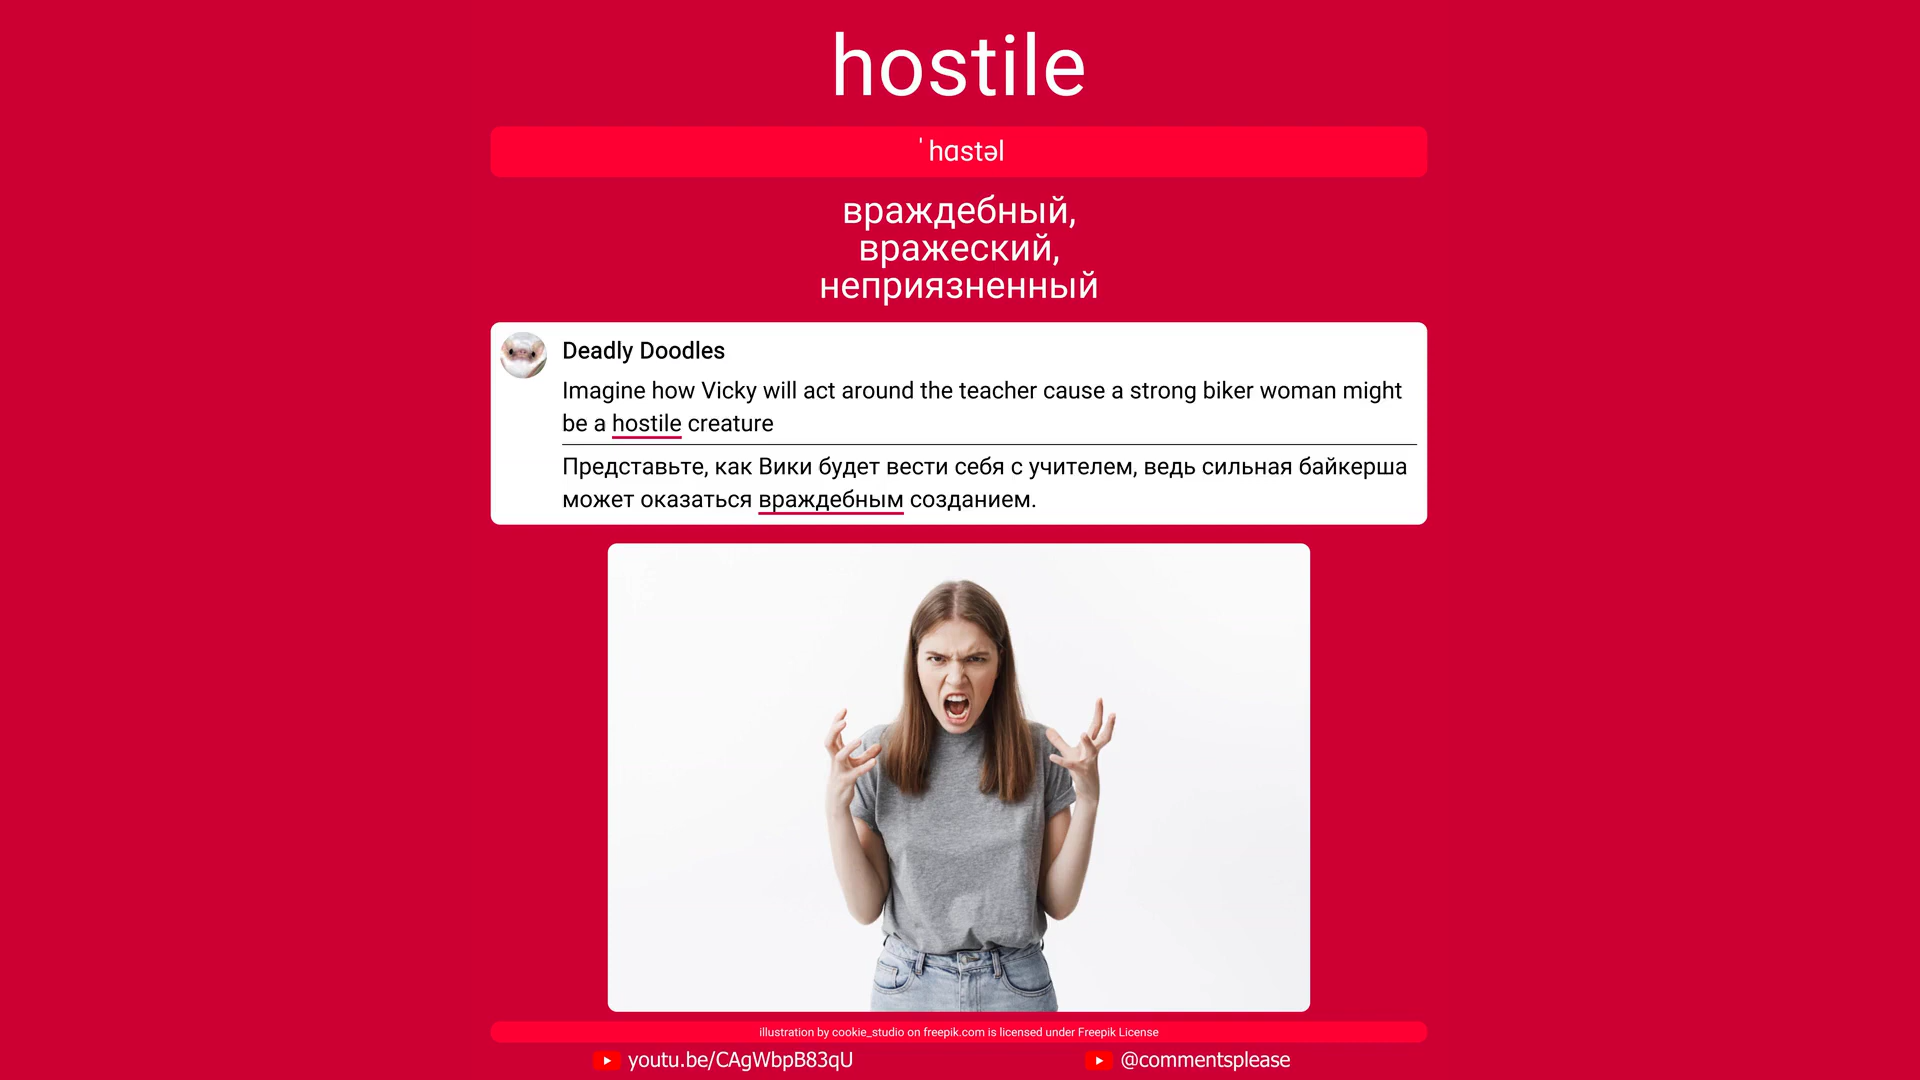 hostile
ˈhɑstəl
враждебный,
вражеский,
неприязненный
Deadly Doodles
Imagine how Vicky will act around the teacher cause a strong biker woman might
be a hostile creature
Представьте, как Вики будет вести себя с учителем, ведь сильная байкерша
может оказаться враждебным созданием.
illustration by cookie_studio on freepik.com is licensed under Freepik License
youtu.be/CAgWbpB83qU
@commentsplease